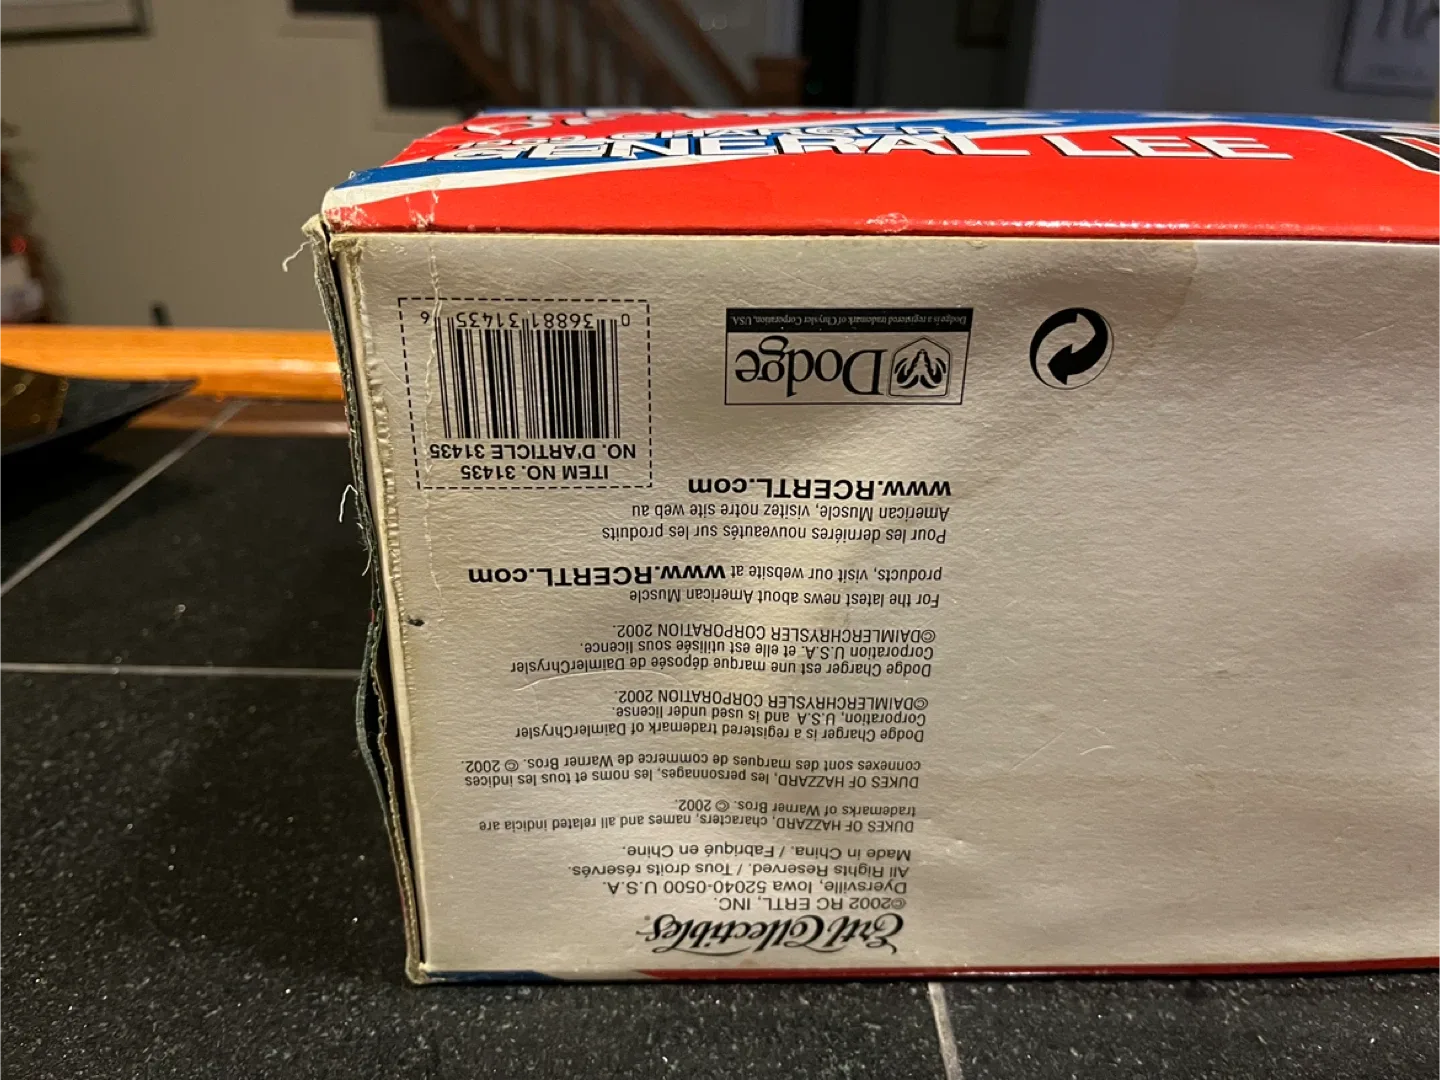 CHARGER
GENERAL LEE
Ertl Collectibles®
©2002 RC ERTL, INC.
Dyersville, Iowa 52040-0500 U.S.A.
All Rights Reserved. / Tous droits réservés.
Made in China. / Fabriqué en Chine.
DUKES OF HAZZARD, characters, names and all related indicia are
trademarks of Warner Bros. © 2002.
DUKES OF HAZZARD, les personnages, les noms et tous les indices
connexes sont des marques de commerce de Warner Bros. © 2002.
Dodge Charger is a registered trademark of DaimlerChrysler
Corporation, U.S.A and is used under license.
©DAIMLERCHRYSLER CORPORATION 2002.
Dodge Charger est une marque déposée de DaimlerChrysler
Corporation U.S.A. et elle est utilisée sous licence.
©DAIMLERCHRYSLER CORPORATION 2002.
For the latest news about American Muscle
products, visit our website at www.RCERTL.com
Pour les derniéres nouveautés sur les produits
American Muscle, visitez notre site web au
www.RCERTL.com
ITEM NO. 31435
NO. D'ARTICLE 31435
0 36881 31435 6
Dodge
Dodge is a registered trademark of Chrysler Corporation, USA.